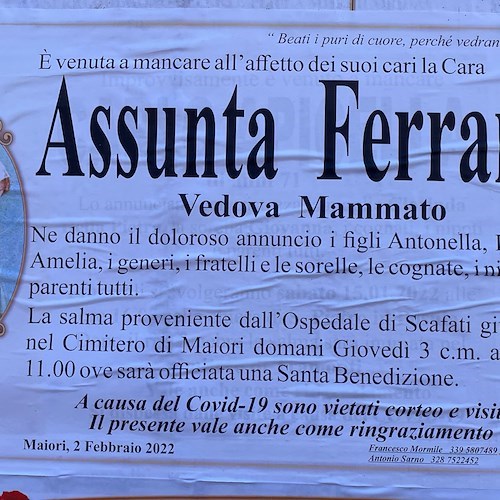 “ Beati i puri di cuore, perché vedran
È venuta a mancare all’affetto dei suoi cari la Cara
Assunta Ferrar
Vedova Mammato
Ne danno il doloroso annuncio i figli Antonella,
Amelia, i generi, i fratelli e le sorelle, le cognate, i ni
parenti tutti.
La salma proveniente dall’Ospedale di Scafati gi
nel Cimitero di Maiori domani Giovedì 3 c.m. a
11.00 ove sarà officiata una Santa Benedizione.
A causa del Covid-19 sono vietati corteo e visit
Il presente vale anche come ringraziamento
Maiori, 2 Febbraio 2022
Francesco Mormile 339 5807489
Antonio Sarno 328 7522452